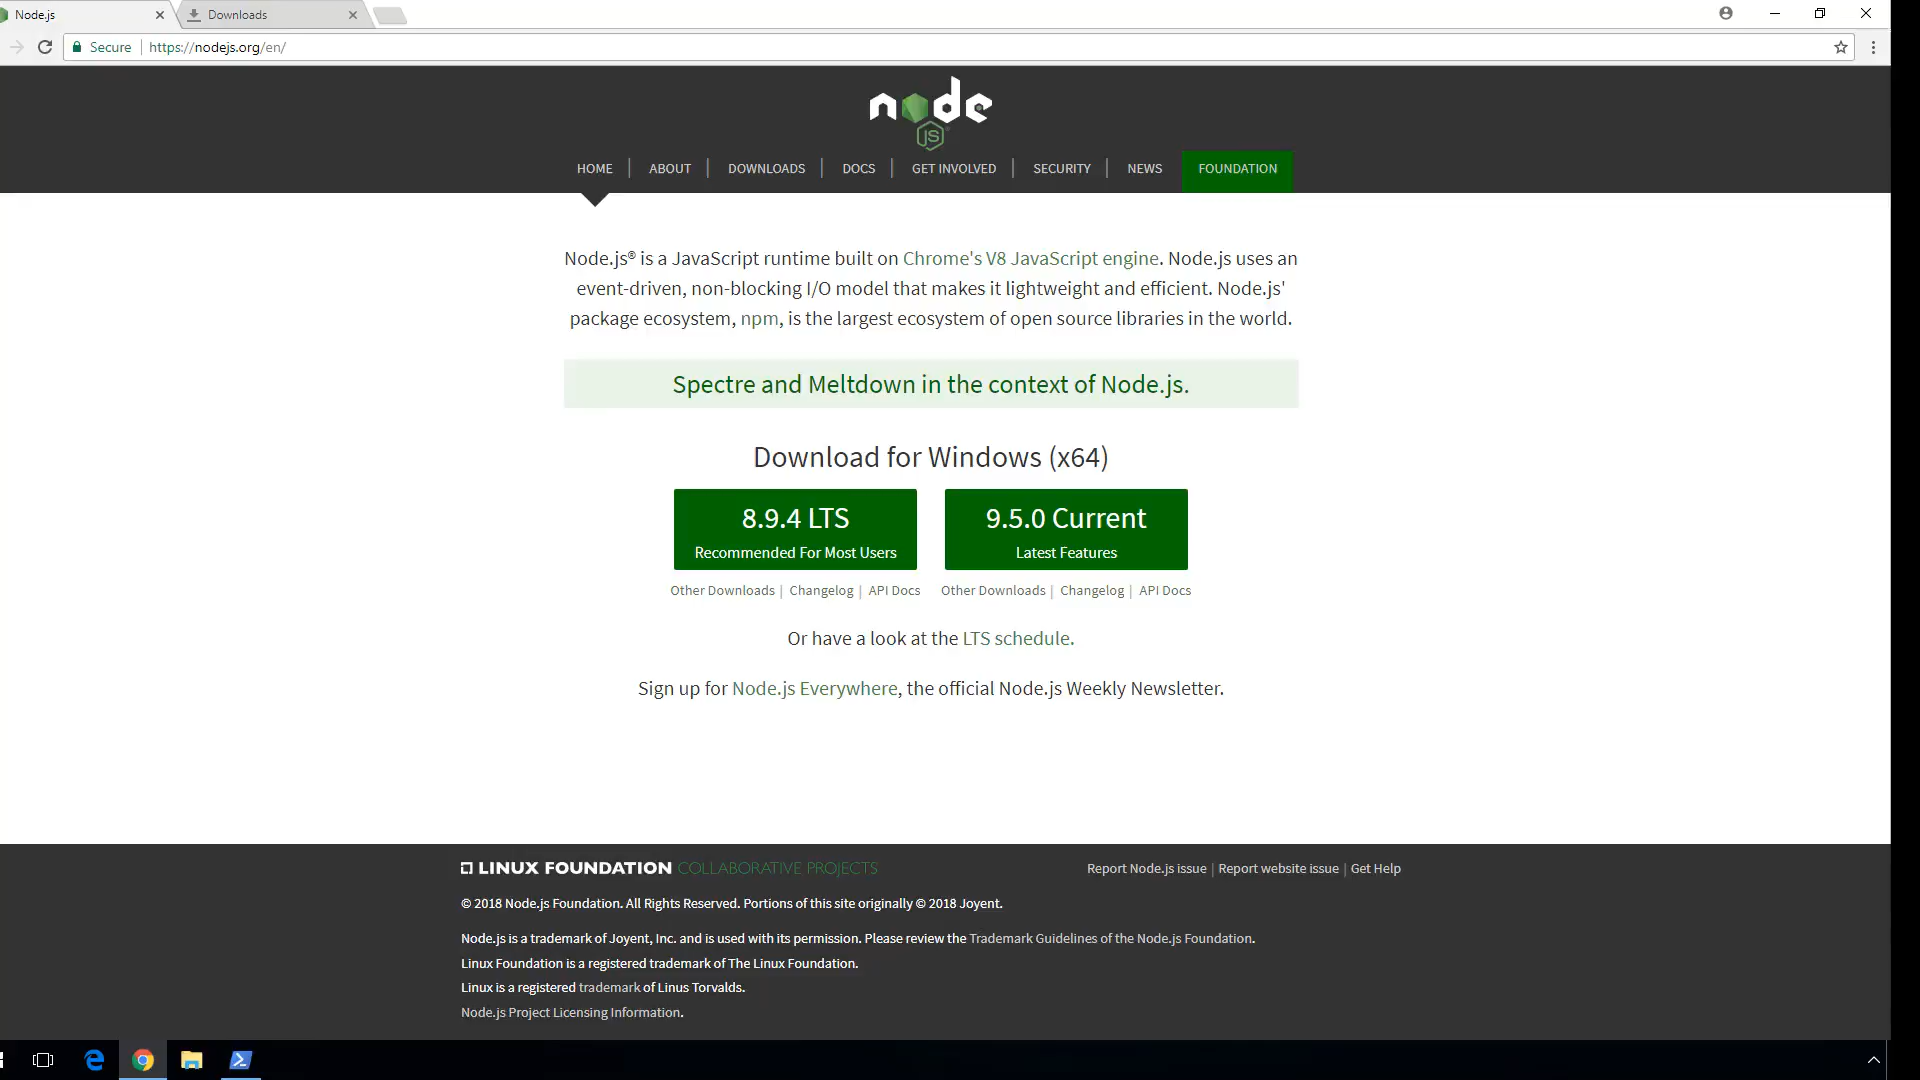 Node.js
Downloads
Secure
https://nodejs.org/en/
node
JS
HOME
ABOUT
DOWNLOADS
DOCS
GET INVOLVED
SECURITY
NEWS
FOUNDATION
Node.js® is a JavaScript runtime built on Chrome's V8 JavaScript engine. Node.js uses an
event-driven, non-blocking I/O model that makes it lightweight and efficient. Node.js'
package ecosystem, npm, is the largest ecosystem of open source libraries in the world.
Spectre and Meltdown in the context of Node.js.
Download for Windows (x64)
8.9.4 LTS
Recommended For Most Users
9.5.0 Current
Latest Features
Other Downloads | Changelog | API Docs
Other Downloads | Changelog | API Docs
Or have a look at the LTS schedule.
Sign up for Node.js Everywhere, the official Node.js Weekly Newsletter.
LINUX FOUNDATION COLLABORATIVE PROJECTS
Report Node.js issue | Report website issue | Get Help
© 2018 Node.js Foundation. All Rights Reserved. Portions of this site originally © 2018 Joyent.
Node.js is a trademark of Joyent, Inc. and is used with its permission. Please review the Trademark Guidelines of the Node.js Foundation.
Linux Foundation is a registered trademark of The Linux Foundation.
Linux is a registered trademark of Linus Torvalds.
Node.js Project Licensing Information.